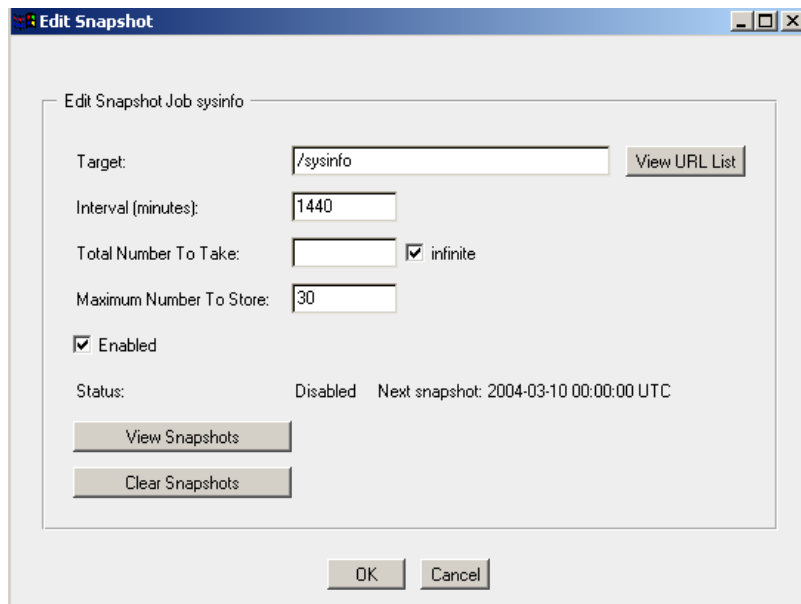 Edit Snapshot
Edit Snapshot Job sysinfo
Target: /sysinfo View URL List
Interval (minutes): 1440
Total Number To Take: infinite
Maximum Number To Store: 30
Enabled
Status: Disabled Next snapshot: 2004-03-10 00:00:00 UTC
View Snapshots
Clear Snapshots
OK Cancel